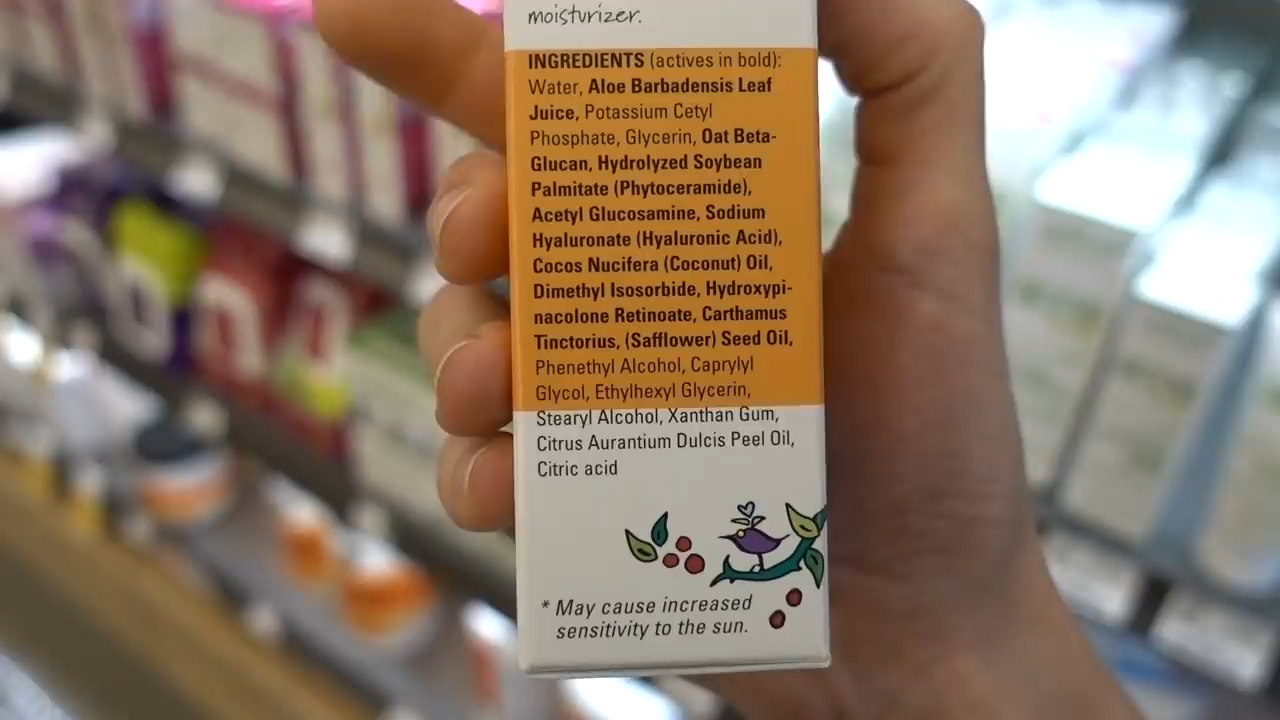 moisturizer.
INGREDIENTS (actives in bold):
Water, Aloe Barbadensis Leaf
Juice, Potassium Cetyl
Phosphate, Glycerin, Oat Beta-
Glucan, Hydrolyzed Soybean
Palmitate (Phytoceramide),
Acetyl Glucosamine, Sodium
Hyaluronate (Hyaluronic Acid),
Cocos Nucifera (Coconut) Oil,
Dimethyl Isosorbide, Hydroxypi-
nacolone Retinoate, Carthamus
Tinctorius, (Safflower) Seed Oil,
Phenethyl Alcohol, Caprylyl
Glycol, Ethylhexyl Glycerin,
Stearyl Alcohol, Xanthan Gum,
Citrus Aurantium Dulcis Peel Oil,
Citric acid
* May cause increased
sensitivity to the sun.